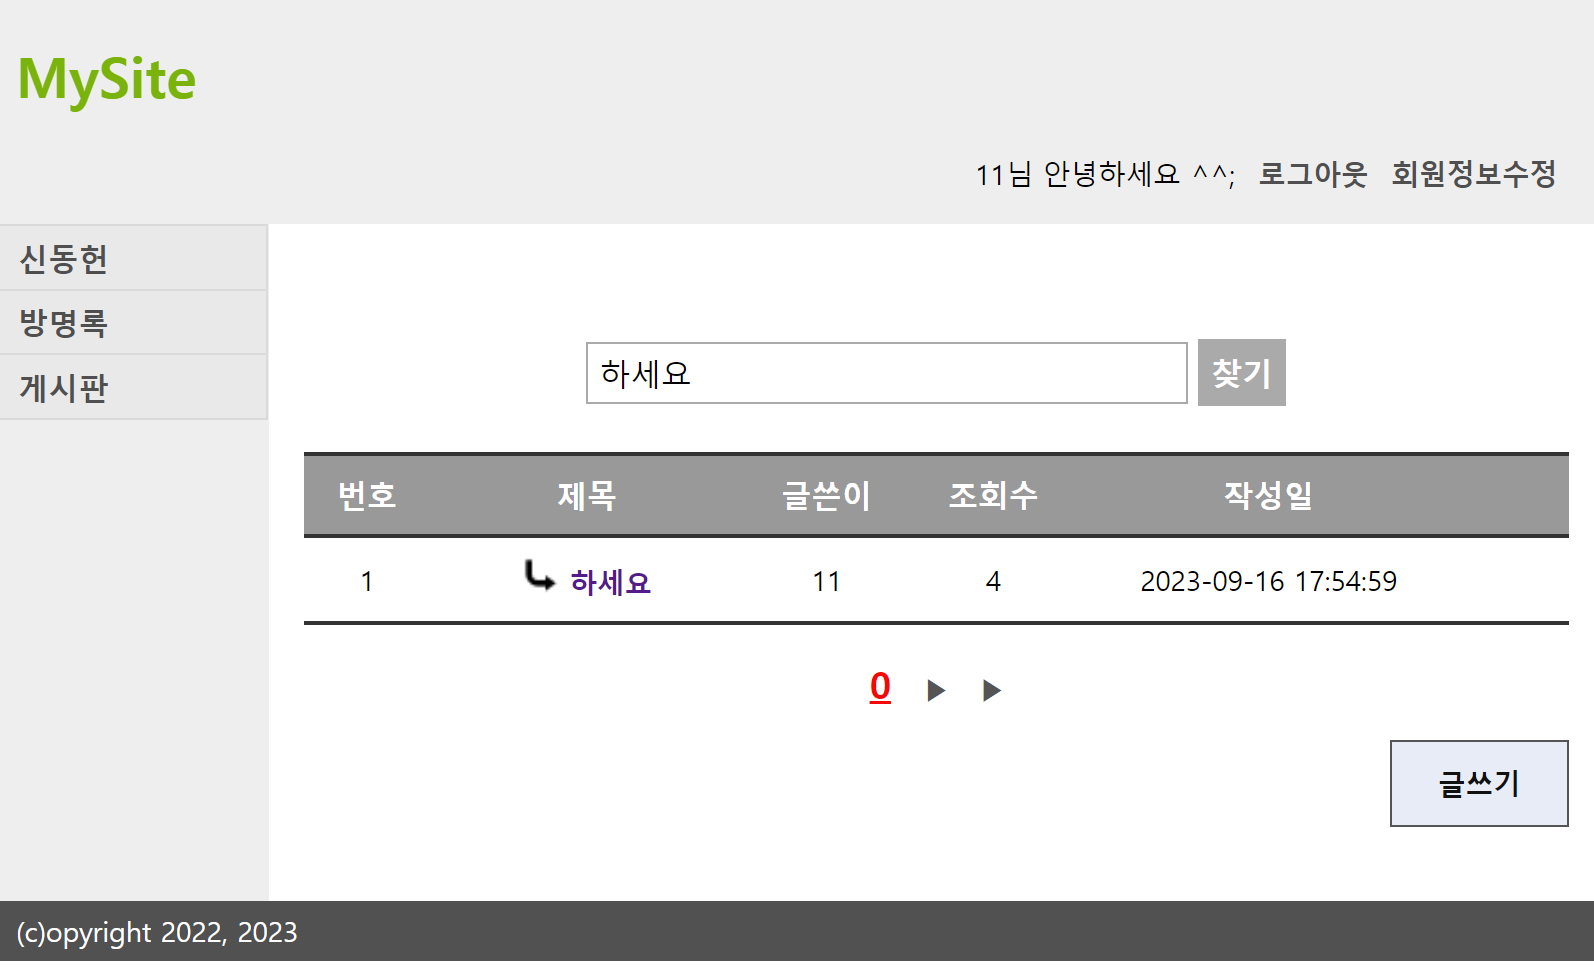 MySite
11님 안녕하세요 ^^; 로그아웃 회원정보수정
신동헌
방명록
게시판
하세요 찾기
번호 제목 글쓴이 조회수 작성일
1 하세요 11 4 2023-09-16 17:54:59
0 ▶ ▶
글쓰기
(c)opyright 2022, 2023